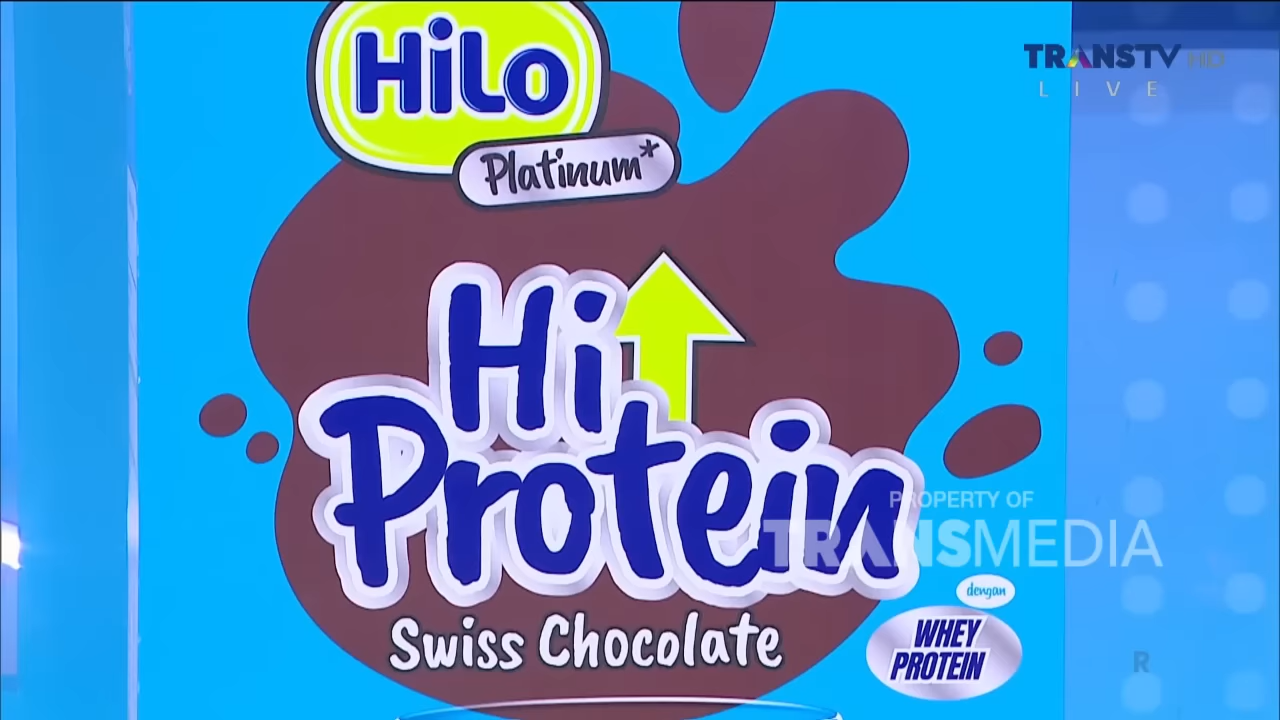 HiLo
TRANSTV HD
LIVE
Platinum*
Hi
Protein
PROPERTY OF
TRANSMEDIA
Swiss Chocolate
dengan
WHEY
PROTEIN
R